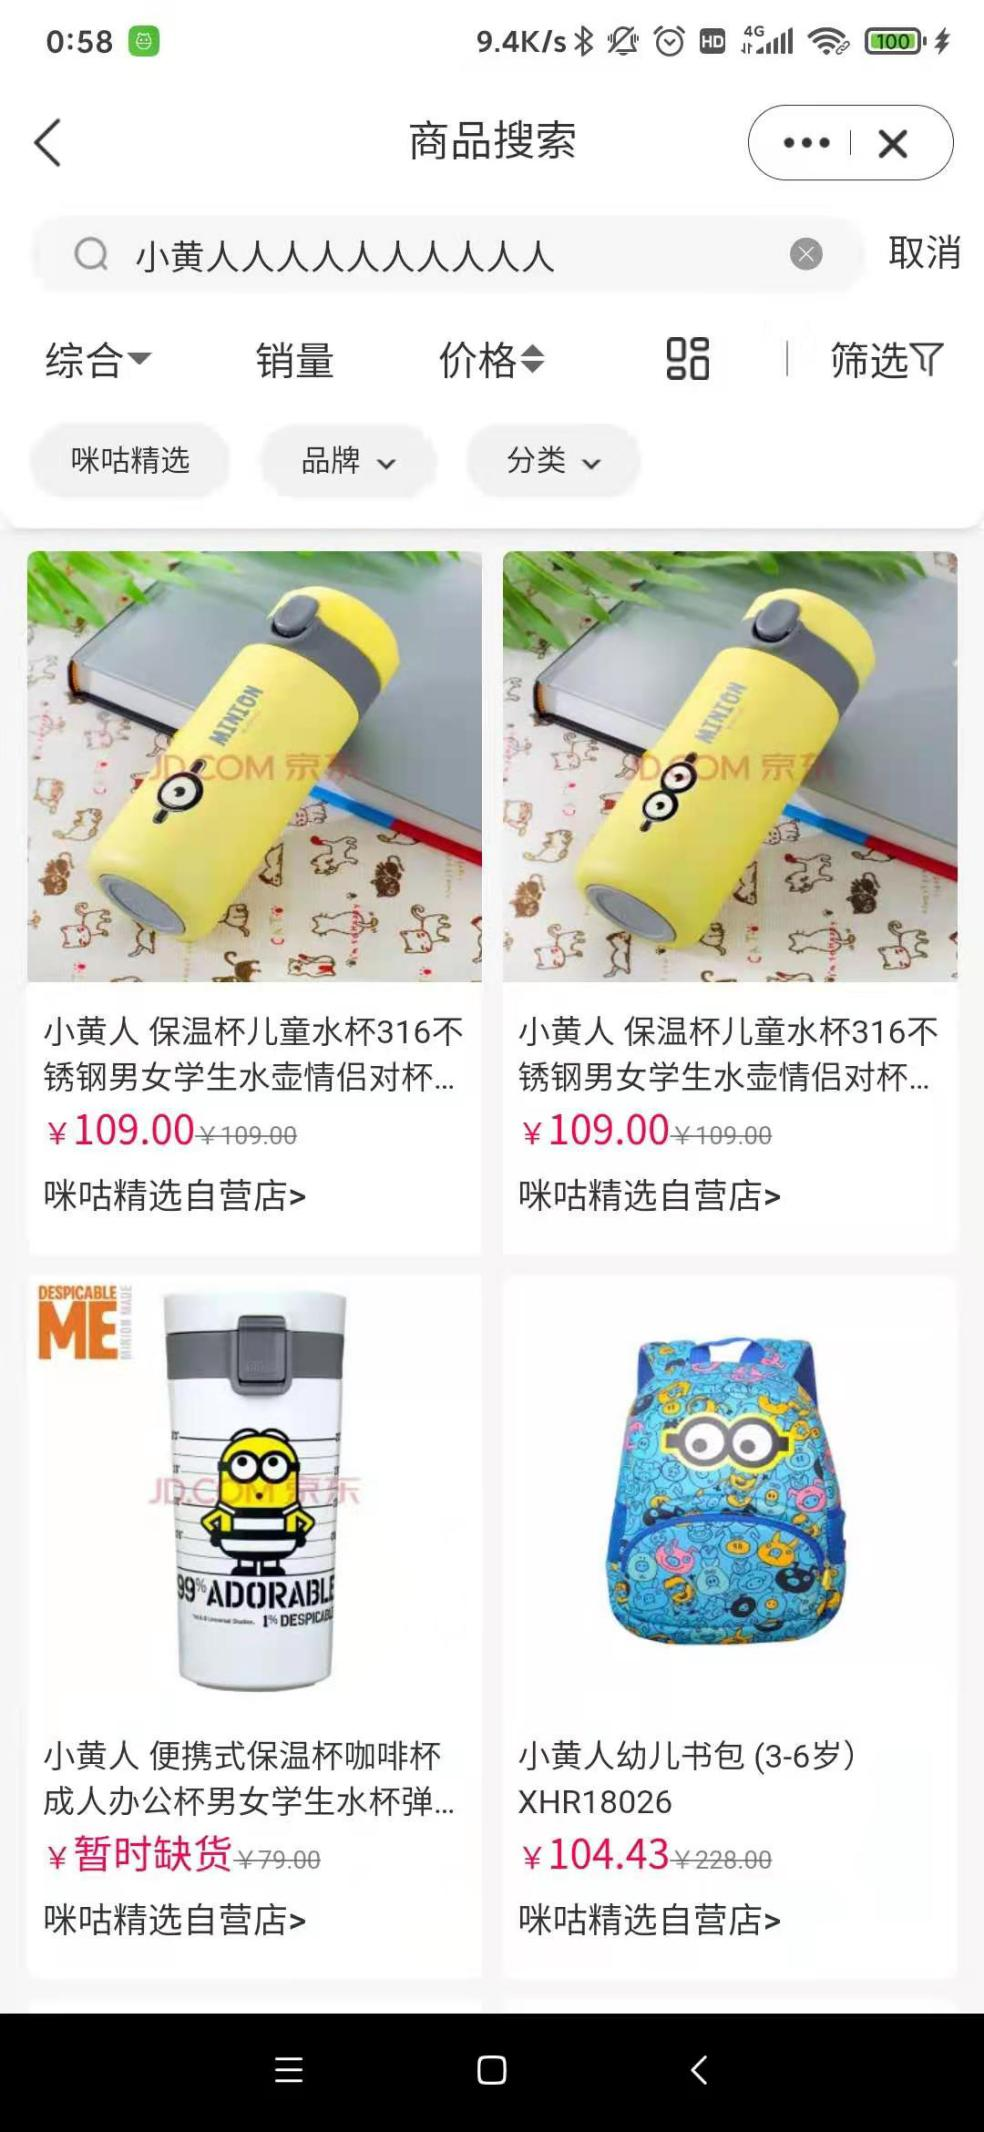 0:58
9.4K/s HD 4G 100
商品搜索
小黄人人人人人人人人人人 取消
综合 销量 价格 筛选
咪咕精选 品牌 分类
MINION
JD.COM 京东
MINION
JD.COM 京东
小黄人 保温杯儿童水杯316不
锈钢男女学生水壶情侣对杯...
¥109.00 ¥109.00
咪咕精选自营店>
小黄人 保温杯儿童水杯316不
锈钢男女学生水壶情侣对杯...
¥109.00 ¥109.00
咪咕精选自营店>
DESPICABLE
ME
MINION MADE
JD.COM 京东
99% ADORABLE
1% DESPICABLE
小黄人 便携式保温杯咖啡杯
成人办公杯男女学生水杯弹...
¥暂时缺货 ¥79.00
咪咕精选自营店>
小黄人幼儿书包 (3-6岁）
XHR18026
¥104.43 ¥228.00
咪咕精选自营店>